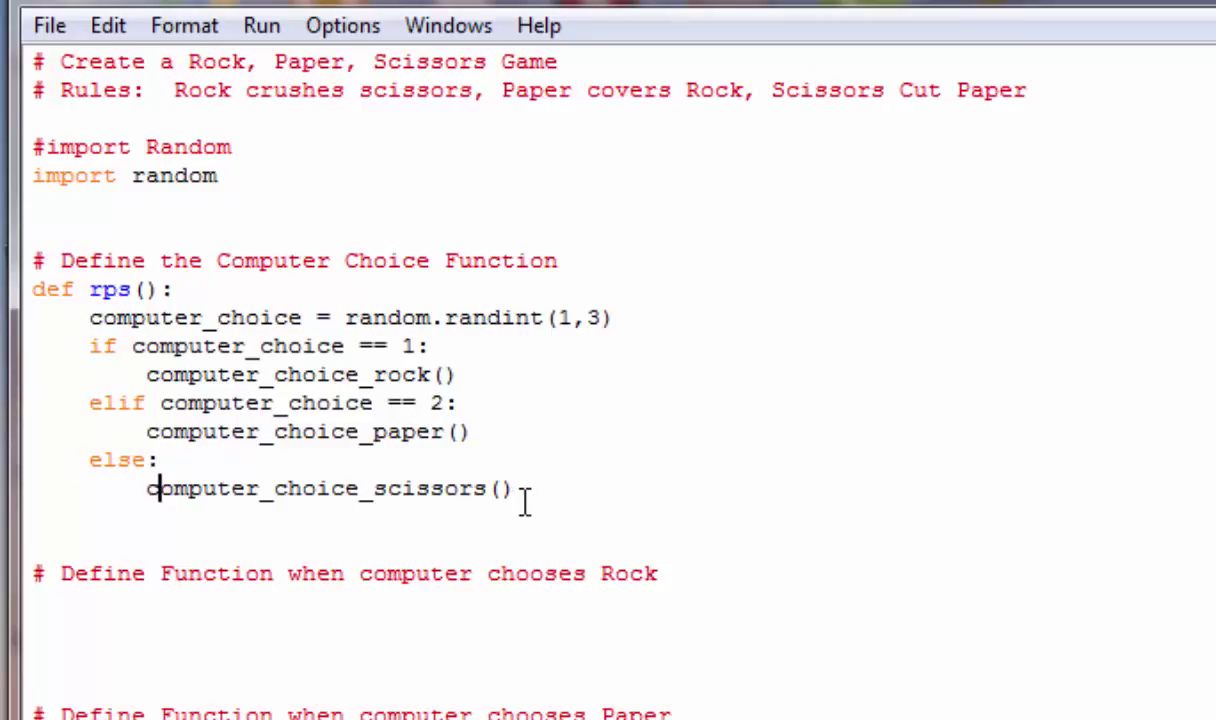 File Edit Format Run Options Windows Help
# Create a Rock, Paper, Scissors Game
# Rules:  Rock crushes scissors, Paper covers Rock, Scissors Cut Paper
#import Random
import random
# Define the Computer Choice Function
def rps():
    computer_choice = random.randint(1,3)
    if computer_choice == 1:
        computer_choice_rock()
    elif computer_choice == 2:
        computer_choice_paper()
    else:
        computer_choice_scissors()
# Define Function when computer chooses Rock
# Define Function when computer chooses Paper